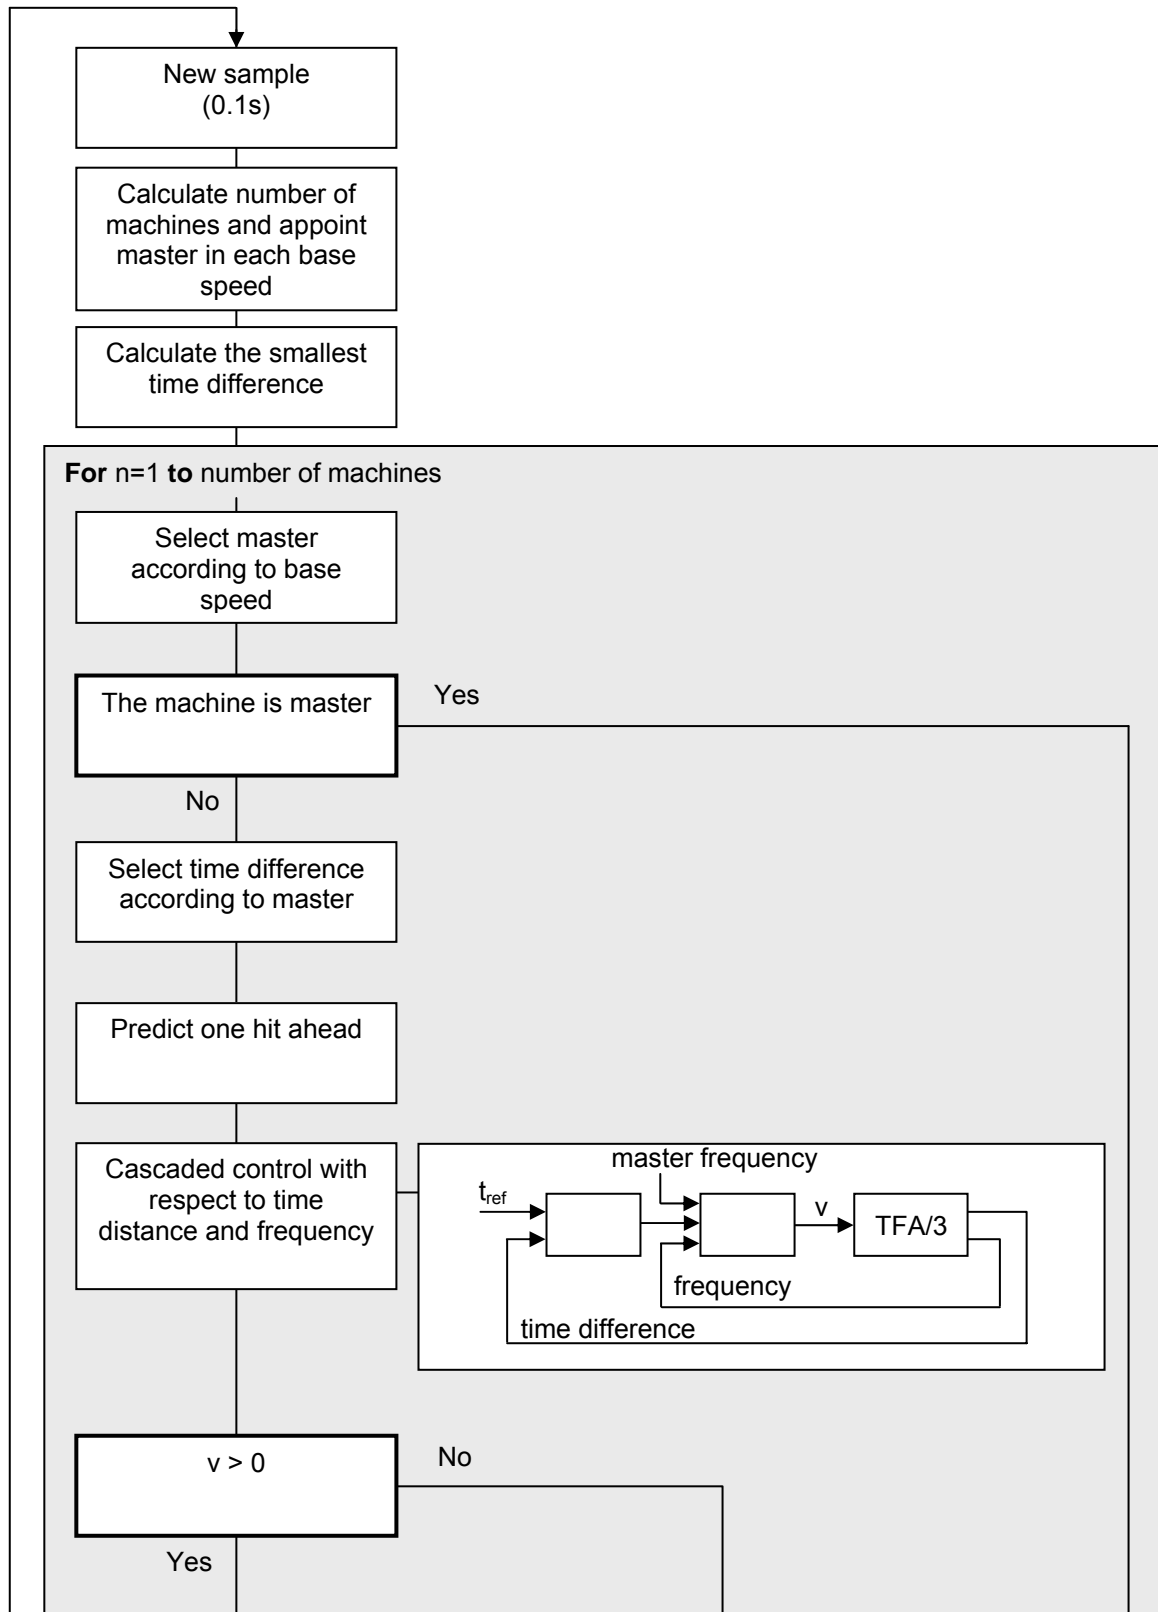 New sample
(0.1s)
Calculate number of
machines and appoint
master in each base
speed
Calculate the smallest
time difference
For n=1 to number of machines
Select master
according to base
speed
The machine is master
Yes
No
Select time difference
according to master
Predict one hit ahead
Cascaded control with
respect to time
distance and frequency
master frequency
tref
v
TFA/3
frequency
time difference
v > 0
No
Yes